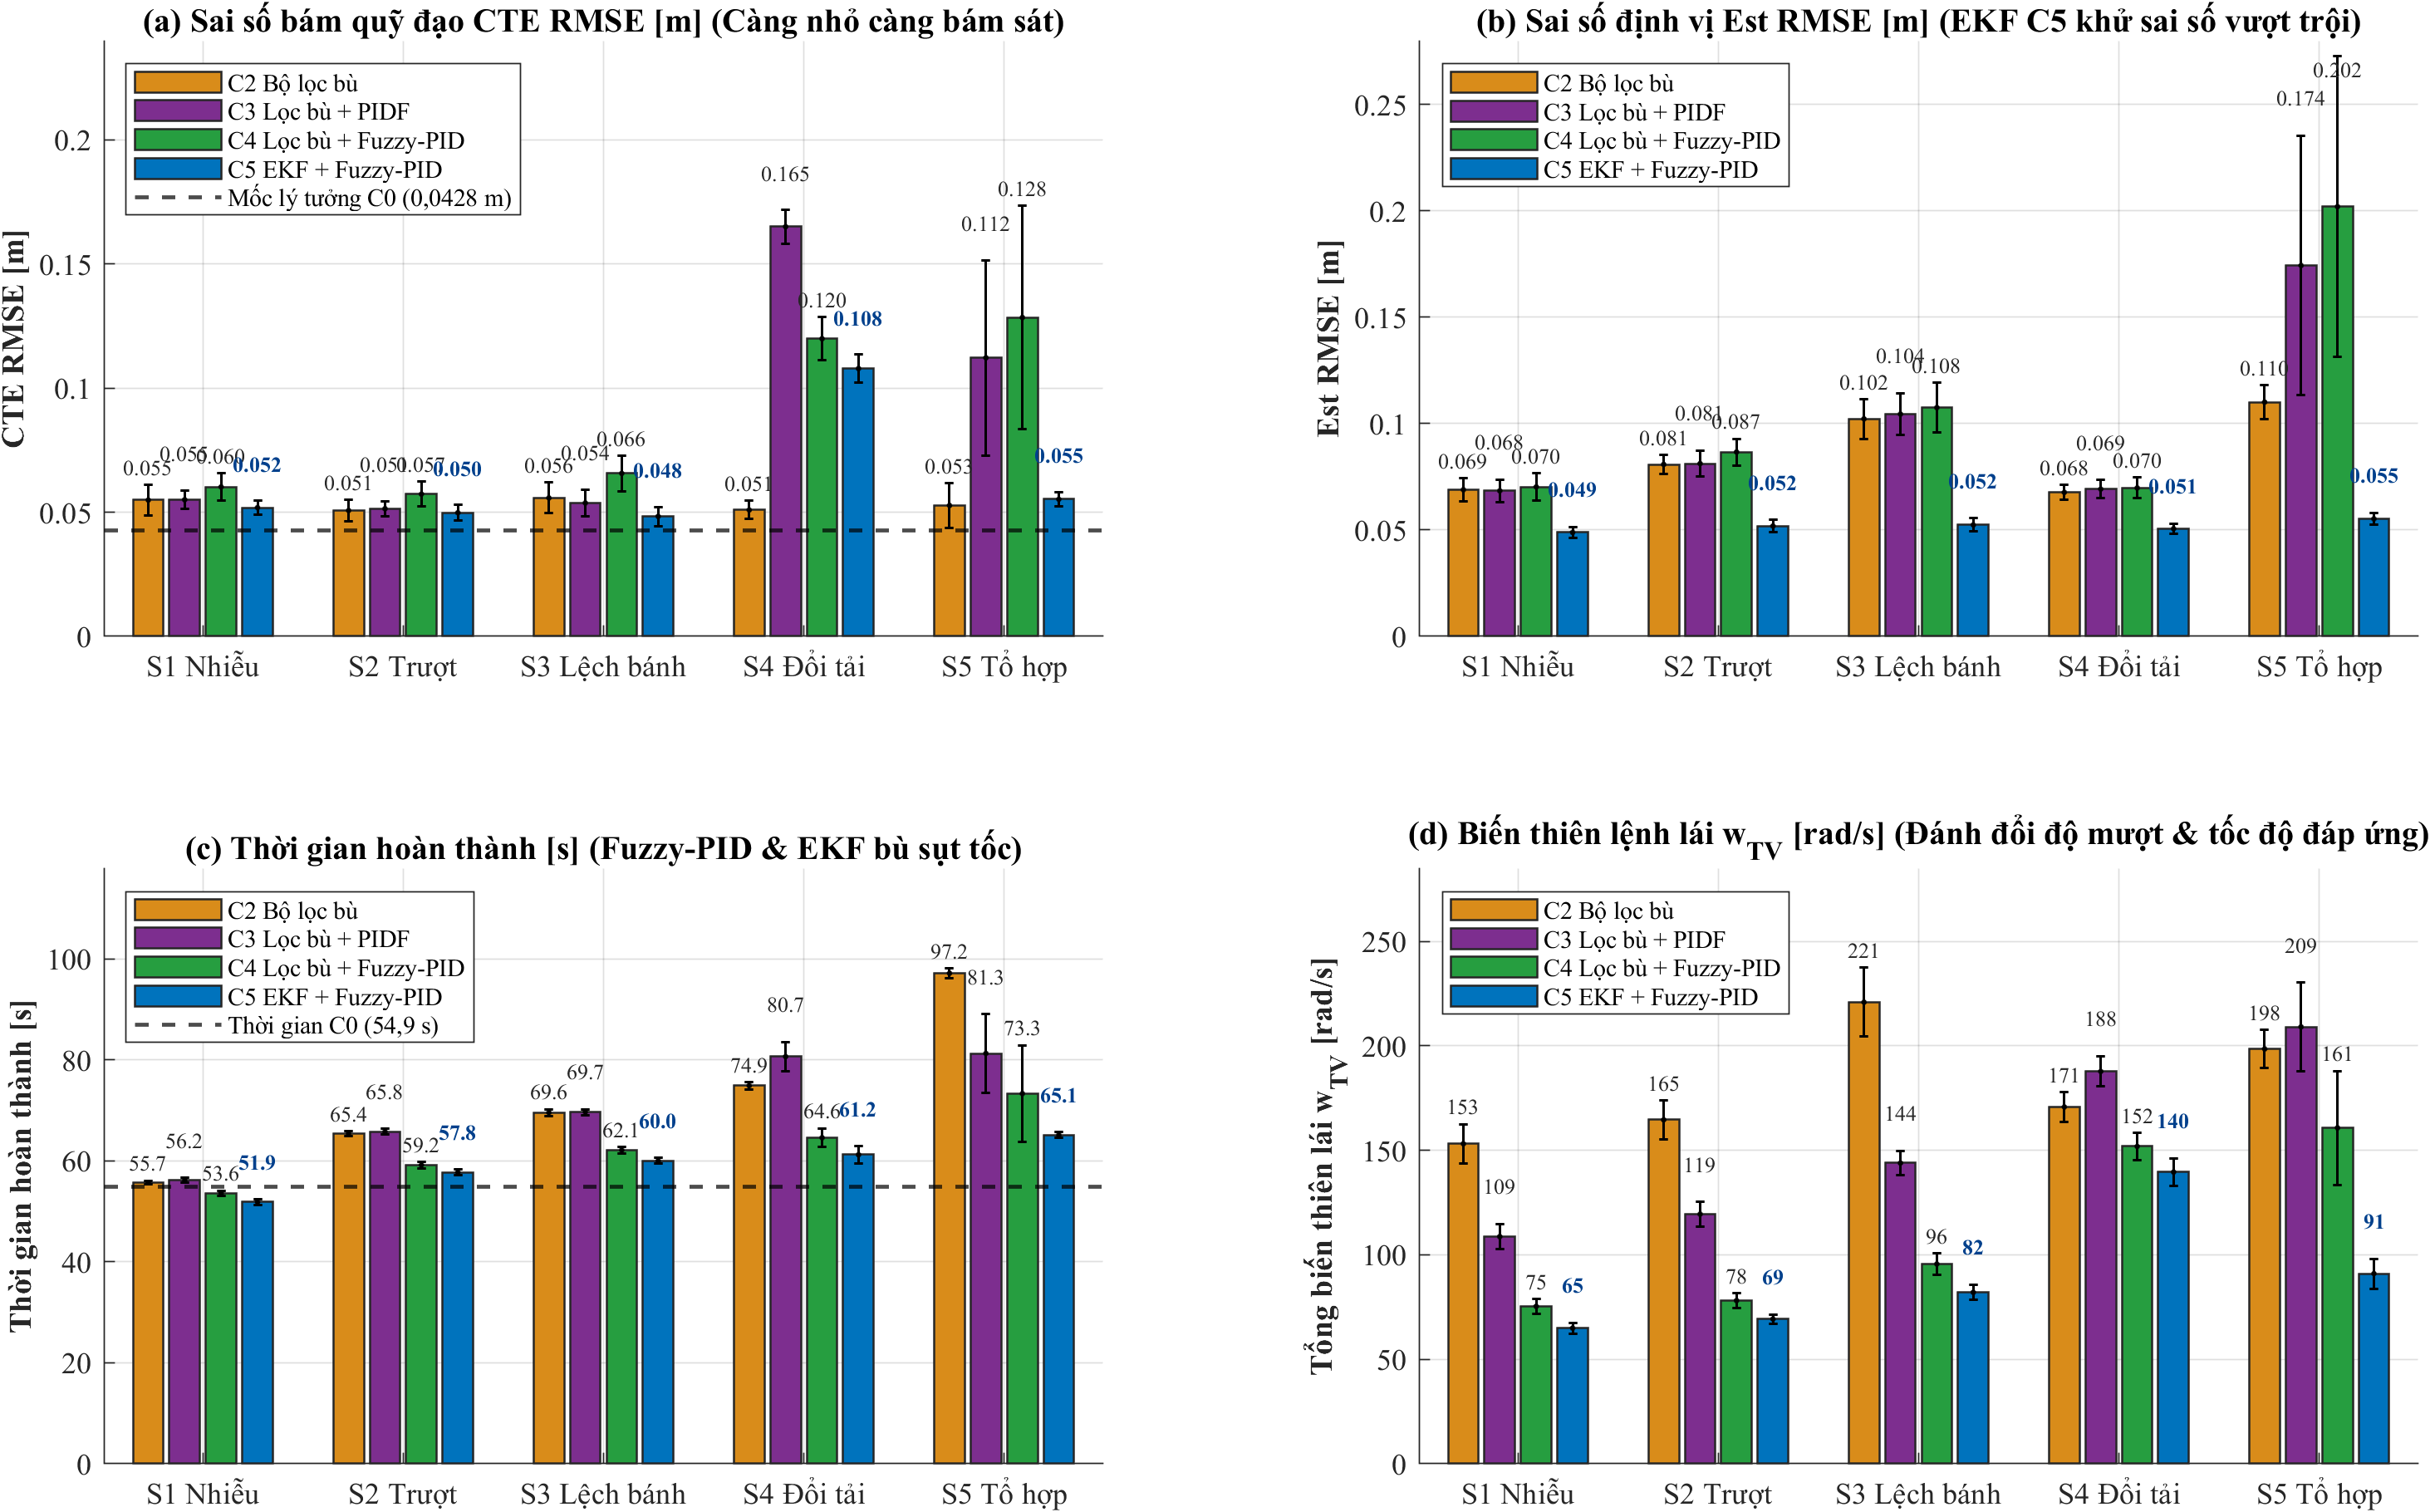 (a) Sai số bám quỹ đạo CTE RMSE [m] (Càng nhỏ càng bám sát)
C2 Bộ lọc bù
C3 Lọc bù + PIDF
C4 Lọc bù + Fuzzy-PID
C5 EKF + Fuzzy-PID
Mốc lý tưởng C0 (0,0428 m)
CTE RMSE [m]
0.2
0.15
0.1
0.05
0
0.055 0.055 0.060 0.052
0.051 0.051 0.057 0.050
0.056 0.054 0.066 0.048
0.051 0.165 0.120 0.108
0.053 0.112 0.128 0.055
S1 Nhiễu S2 Trượt S3 Lệch bánh S4 Đổi tải S5 Tổ hợp
(b) Sai số định vị Est RMSE [m] (EKF C5 khử sai số vượt trội)
C2 Bộ lọc bù
C3 Lọc bù + PIDF
C4 Lọc bù + Fuzzy-PID
C5 EKF + Fuzzy-PID
Est RMSE [m]
0.25
0.2
0.15
0.1
0.05
0
0.069 0.068 0.070 0.049
0.081 0.081 0.087 0.052
0.102 0.104 0.108 0.052
0.068 0.069 0.070 0.051
0.110 0.174 0.202 0.055
S1 Nhiễu S2 Trượt S3 Lệch bánh S4 Đổi tải S5 Tổ hợp
(c) Thời gian hoàn thành [s] (Fuzzy-PID & EKF bù sụt tốc)
C2 Bộ lọc bù
C3 Lọc bù + PIDF
C4 Lọc bù + Fuzzy-PID
C5 EKF + Fuzzy-PID
Thời gian C0 (54,9 s)
Thời gian hoàn thành [s]
100
80
60
40
20
0
55.7 56.2 53.6 51.9
65.4 65.8 59.2 57.8
69.6 69.7 62.1 60.0
74.9 80.7 64.6 61.2
97.2 81.3 73.3 65.1
S1 Nhiễu S2 Trượt S3 Lệch bánh S4 Đổi tải S5 Tổ hợp
(d) Biến thiên lệnh lái w_TV [rad/s] (Đánh đổi độ mượt & tốc độ đáp ứng)
C2 Bộ lọc bù
C3 Lọc bù + PIDF
C4 Lọc bù + Fuzzy-PID
C5 EKF + Fuzzy-PID
Tổng biến thiên lái w_TV [rad/s]
250
200
150
100
50
0
153 109 75 65
165 119 78 69
221 144 96 82
171 188 152 140
198 209 161 91
S1 Nhiễu S2 Trượt S3 Lệch bánh S4 Đổi tải S5 Tổ hợp